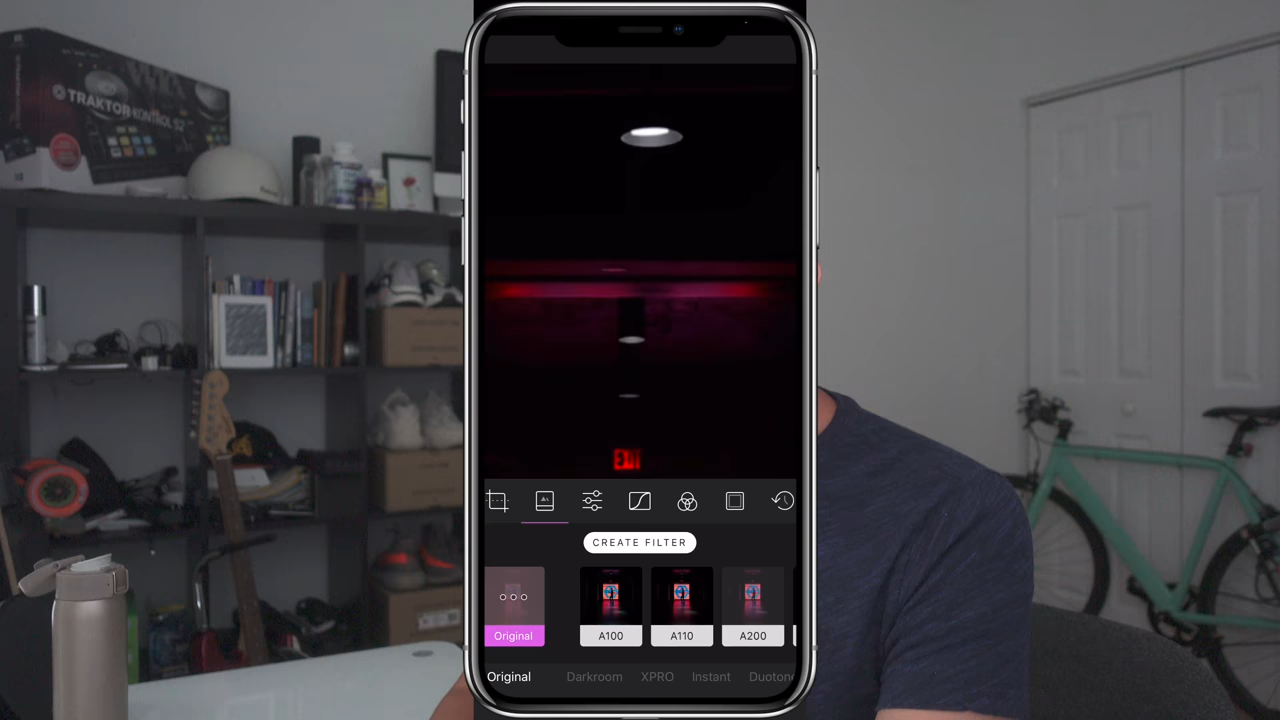 TRAKTOR KONTROL S2
EXIT
CREATE FILTER
Original
A100
A110
A200
Original
Darkroom
XPRO
Instant
Duotone